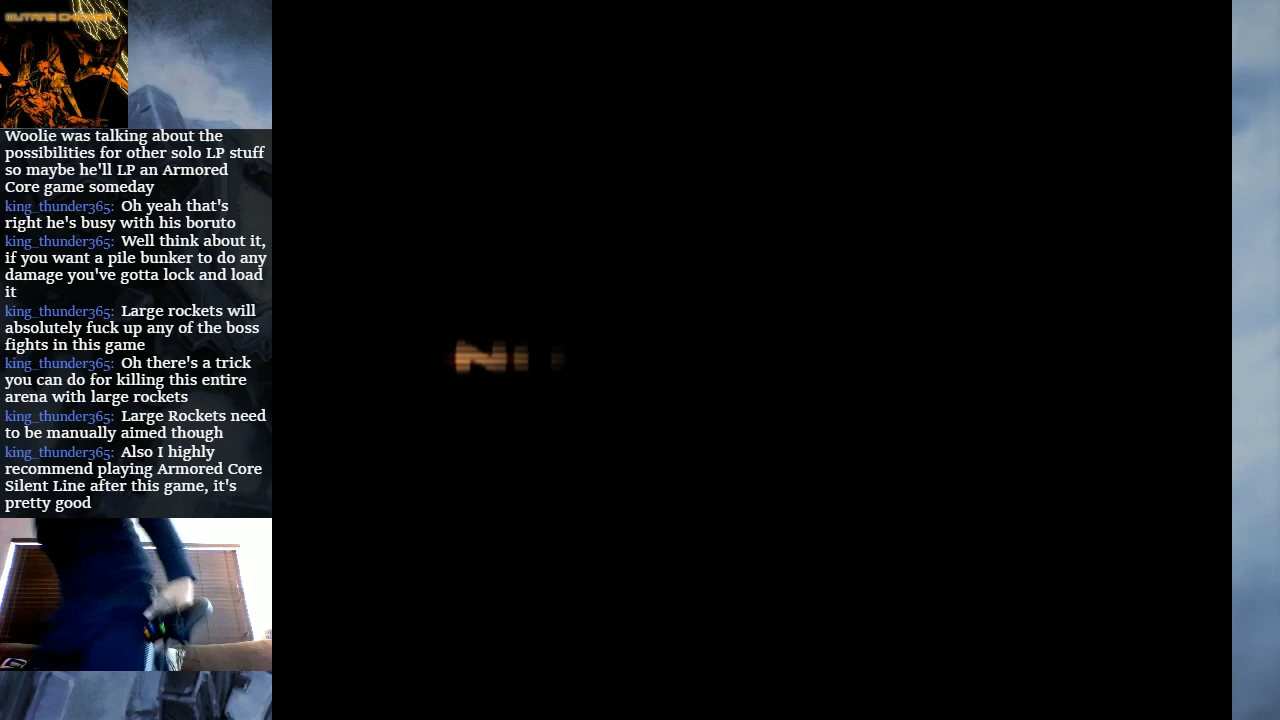 MUTANT CHICKEN
Woolie was talking about the
possibilities for other solo LP stuff
so maybe he'll LP an Armored
Core game someday
king_thunder365: Oh yeah that's
right he's busy with his boruto
king_thunder365: Well think about it,
if you want a pile bunker to do any
damage you've gotta lock and load
it
king_thunder365: Large rockets will
absolutely fuck up any of the boss
fights in this game
king_thunder365: Oh there's a trick
you can do for killing this entire
arena with large rockets
king_thunder365: Large Rockets need
to be manually aimed though
king_thunder365: Also I highly
recommend playing Armored Core
Silent Line after this game, it's
pretty good